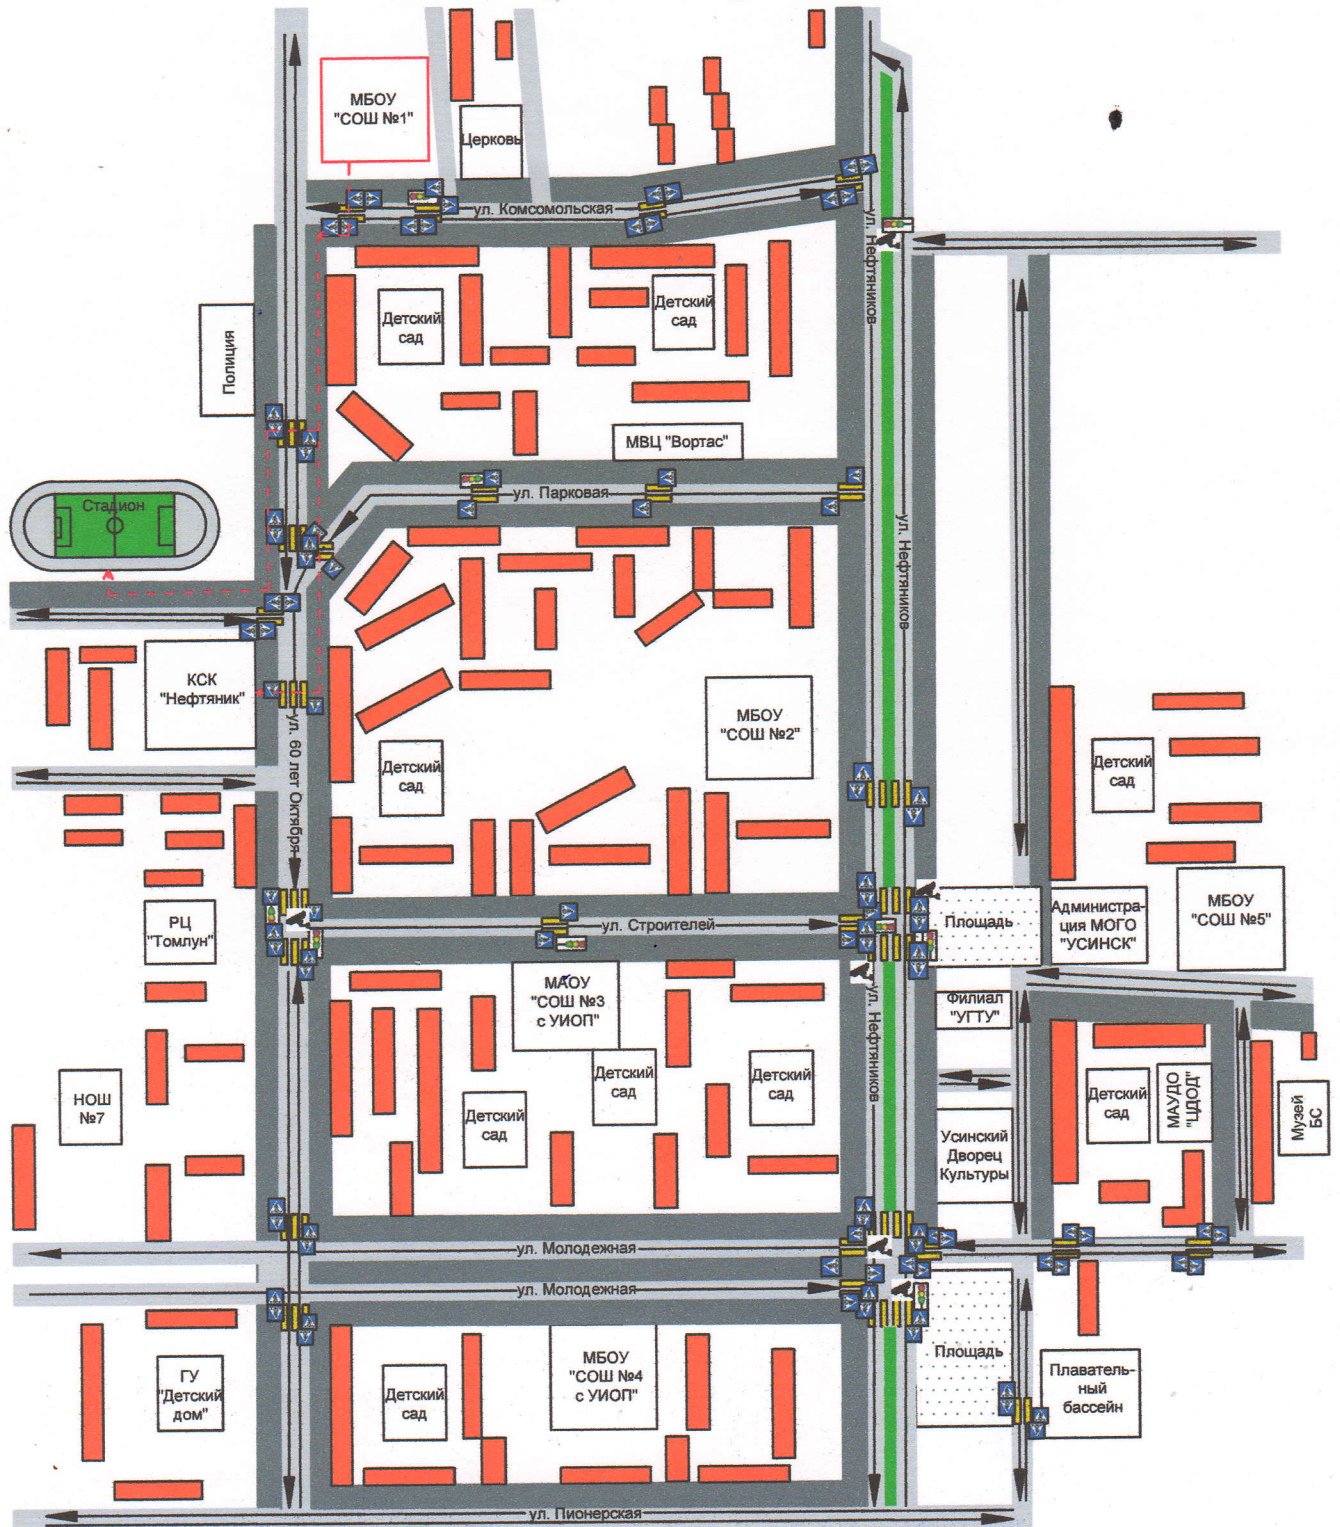 МБОУ
"СОШ №1"
Церковь
ул. Комсомольская
ул. Нефтяников
Полиция
Детский
сад
Детский
сад
МВЦ "Вортас"
Стадион
ул. Парковая
ул. Нефтяников
КСК
"Нефтяник"
ул. 60 лет Октября
МБОУ
"СОШ №2"
Детский
сад
Детский
сад
РЦ
"Томлун"
ул. Строителей
Площадь
Администра-
ция МОГО
"УСИНСК"
МБОУ
"СОШ №5"
МАОУ
"СОШ №3
с УИОП"
ул. Нефтяников
Филиал
"УГТУ"
НОШ
№7
Детский
сад
Детский
сад
Детский
сад
Усинский
Дворец
Культуры
Детский
сад
МАУДО
"ЦДОД"
Музей
БС
ул. Молодежная
ул. Молодежная
ГУ
"Детский
дом"
Детский
сад
МБОУ
"СОШ №4
с УИОП"
Площадь
Плаватель-
ный
бассейн
ул. Пионерская